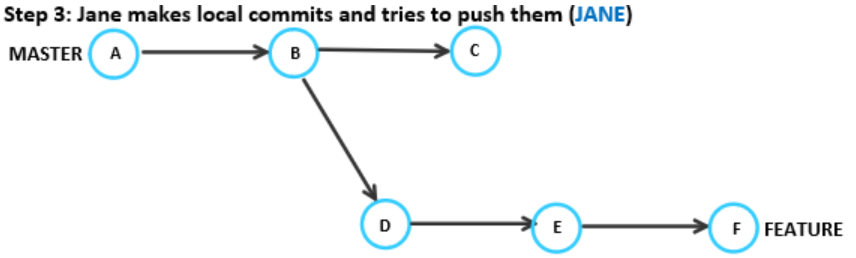 Step 3: Jane makes local commits and tries to push them (JANE)
MASTER A B C
D E F FEATURE